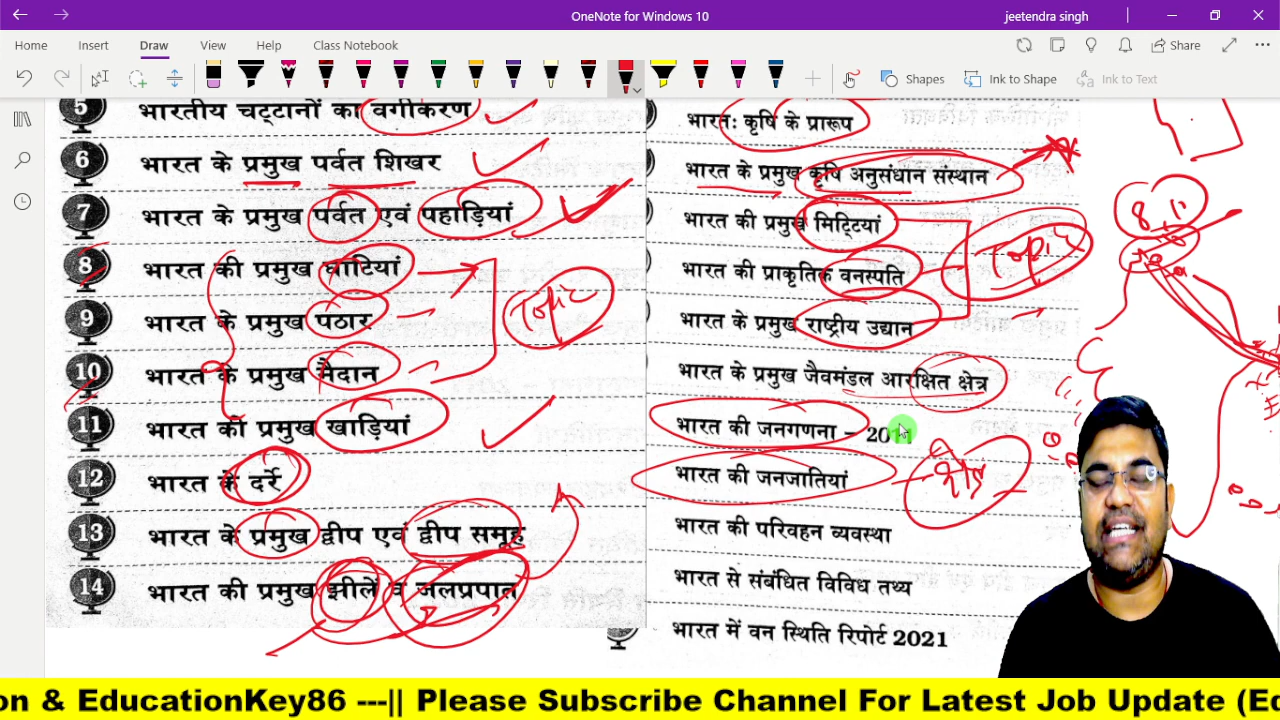 OneNote for Windows 10
jeetendra singh
Home Insert Draw View Help Class Notebook
Share
Shapes Ink to Shape Ink to Text
5 भारतीय चट्टानों का वर्गीकरण
6 भारत के प्रमुख पर्वत शिखर
7 भारत के प्रमुख पर्वत एवं पहाड़ियां
8 भारत की प्रमुख घाटियां
9 भारत के प्रमुख पठार
10 भारत के प्रमुख मैदान
11 भारत की प्रमुख खाड़ियां
12 भारत के दर्रे
13 भारत के प्रमुख द्वीप एवं द्वीप समूह
14 भारत की प्रमुख झीलें व जलप्रपात
Topic
भारतः कृषि के प्रारूप
भारत के प्रमुख कृषि अनुसंधान संस्थान
भारत की प्रमुख मिट्टियां
भारत की प्राकृतिक वनस्पति
भारत के प्रमुख राष्ट्रीय उद्यान
भारत के प्रमुख जैवमंडल आरक्षित क्षेत्र
भारत की जनगणना – 2011
भारत की जनजातियां
भारत की परिवहन व्यवस्था
भारत से संबंधित विविध तथ्य
भारत में वन स्थिति रिपोर्ट 2021
Topic
on & EducationKey86 ---|| Please Subscribe Channel For Latest Job Update (Ed